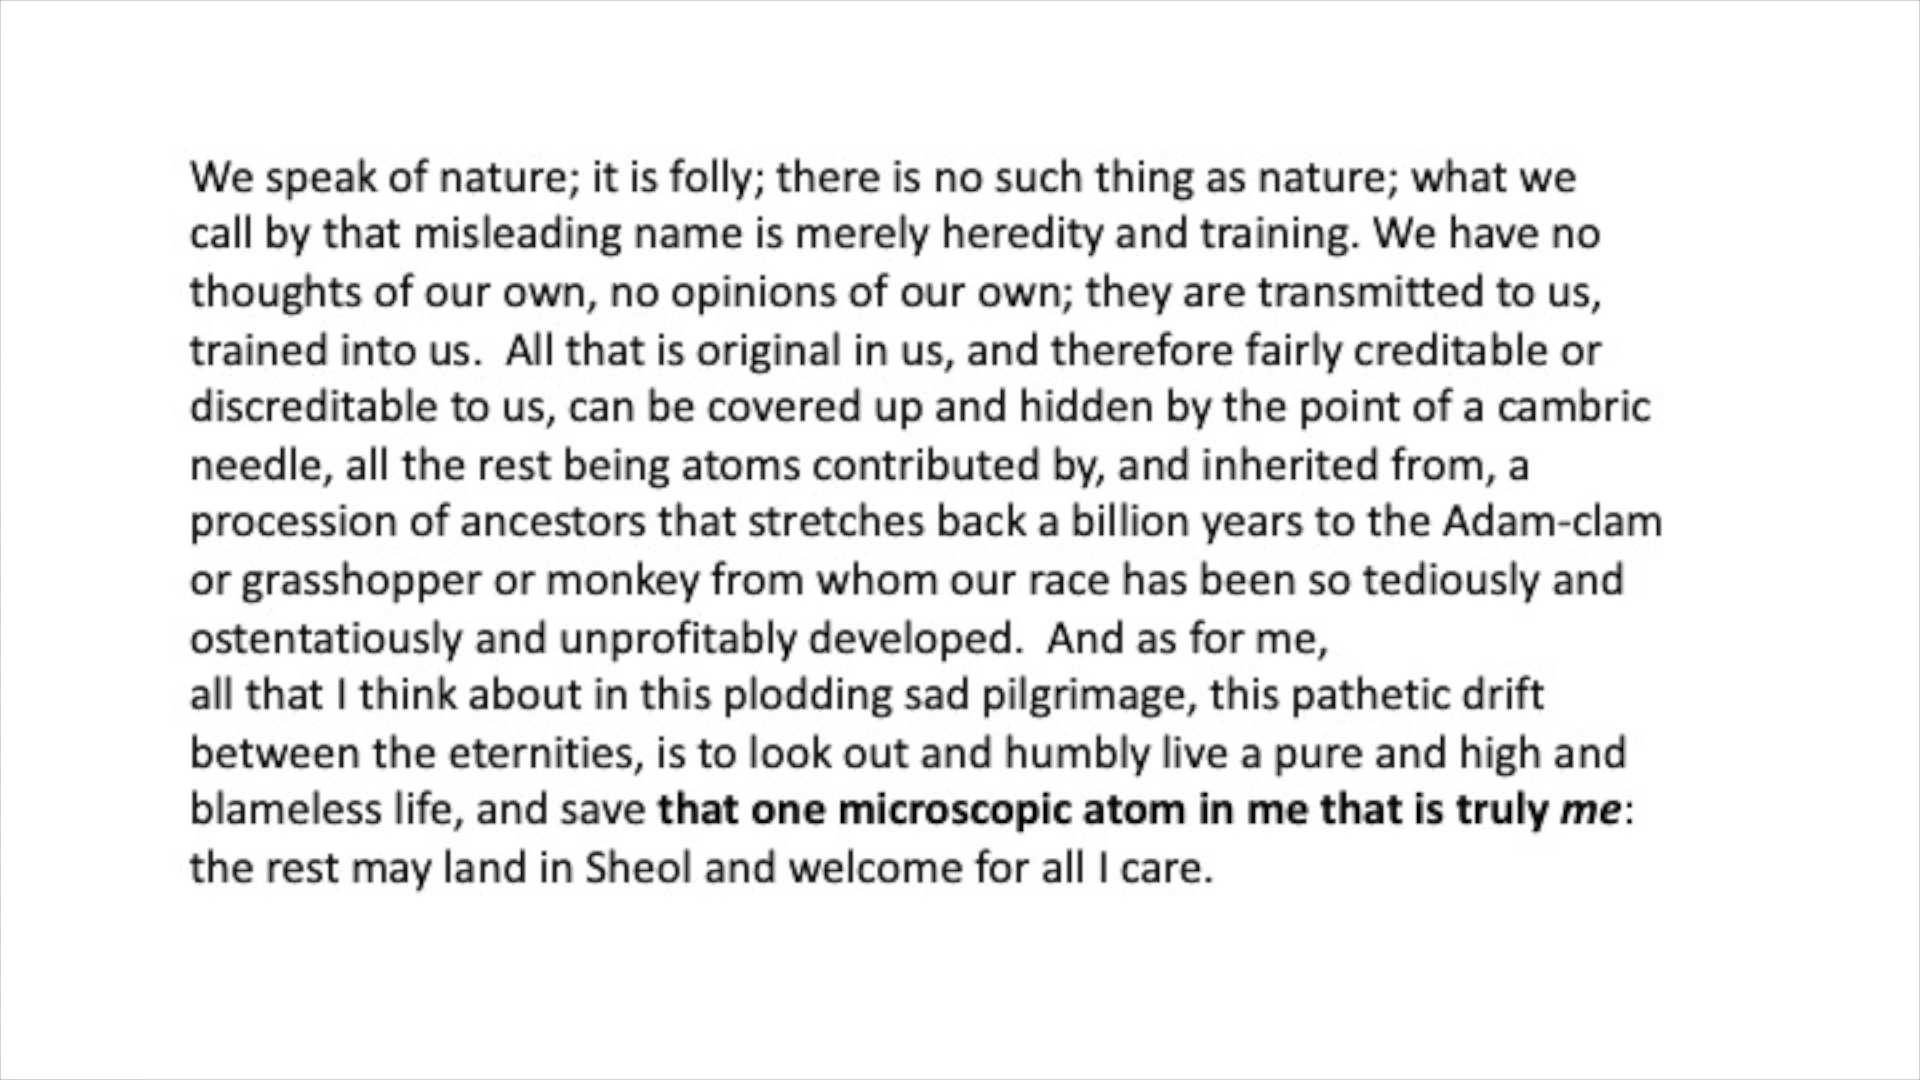 We speak of nature; it is folly; there is no such thing as nature; what we
call by that misleading name is merely heredity and training. We have no
thoughts of our own, no opinions of our own; they are transmitted to us,
trained into us.  All that is original in us, and therefore fairly creditable or
discreditable to us, can be covered up and hidden by the point of a cambric
needle, all the rest being atoms contributed by, and inherited from, a
procession of ancestors that stretches back a billion years to the Adam-clam
or grasshopper or monkey from whom our race has been so tediously and
ostentatiously and unprofitably developed.  And as for me,
all that I think about in this plodding sad pilgrimage, this pathetic drift
between the eternities, is to look out and humbly live a pure and high and
blameless life, and save that one microscopic atom in me that is truly me:
the rest may land in Sheol and welcome for all I care.